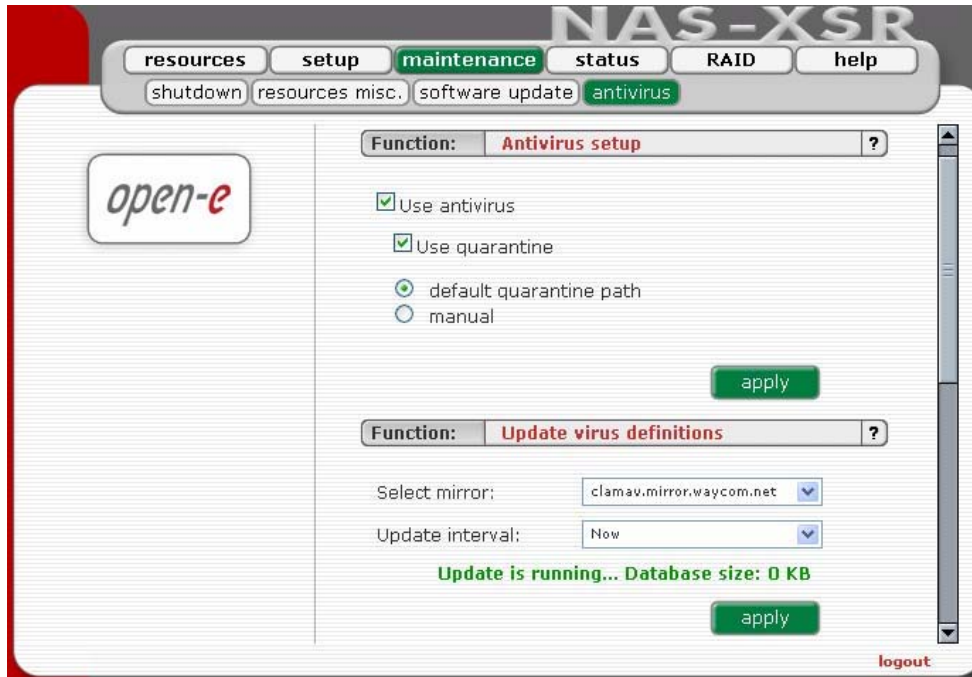 NAS-XSR
resources setup maintenance status RAID help
shutdown resources misc. software update antivirus
open-e
Function: Antivirus setup ?
Use antivirus
Use quarantine
default quarantine path
manual
apply
Function: Update virus definitions ?
Select mirror: clamav.mirror.waycom.net
Update interval: Now
Update is running... Database size: 0 KB
apply
logout